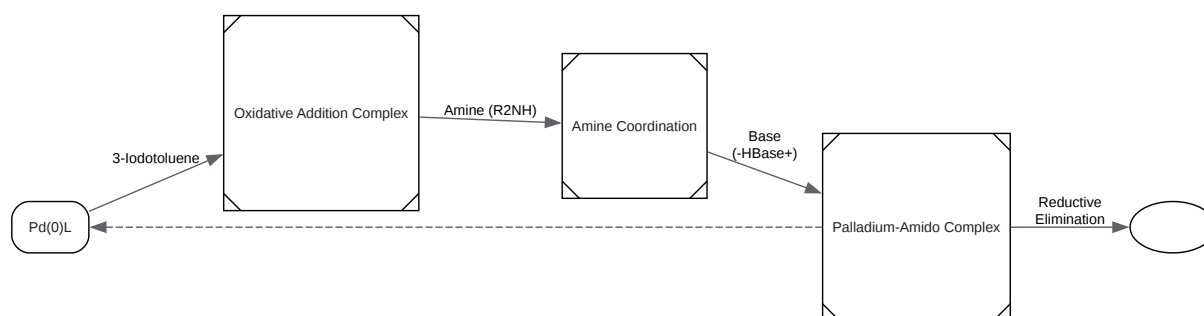 Pd(0)L
3-Iodotoluene
Oxidative Addition Complex
Amine (R2NH)
Amine Coordination
Base
(-HBase+)
Palladium-Amido Complex
Reductive
Elimination